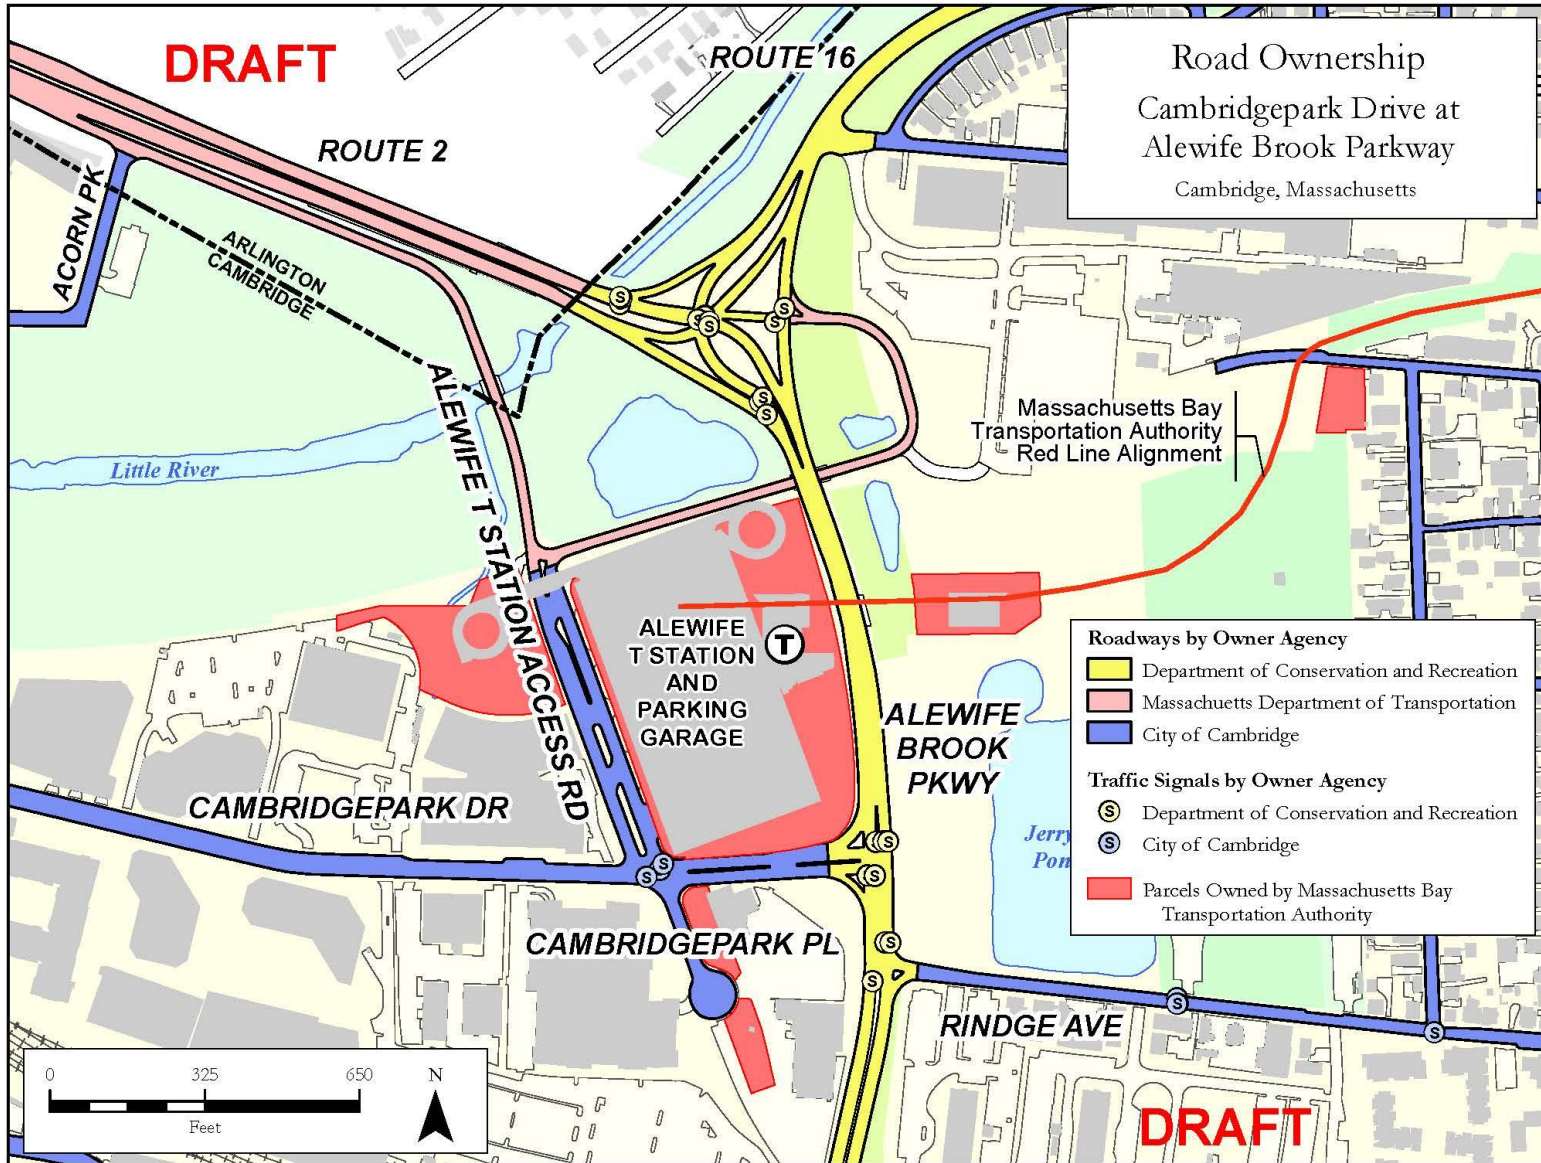 DRAFT
ROUTE 16
Road Ownership
Cambridgepark Drive at
Alewife Brook Parkway
Cambridge, Massachusetts
ROUTE 2
ACORN PK
ARLINGTON
CAMBRIDGE
S
S
S
S
S
S
S
S
Massachusetts Bay
Transportation Authority
Red Line Alignment
Little River
ALEWIFE T STATION ACCESS RD
ALEWIFE
T STATION
AND
PARKING
GARAGE
T
ALEWIFE
BROOK
PKWY
Roadways by Owner Agency
Department of Conservation and Recreation
Massachuetts Department of Transportation
City of Cambridge
Traffic Signals by Owner Agency
S Department of Conservation and Recreation
S City of Cambridge
Parcels Owned by Massachusetts Bay
Transportation Authority
Jerry
Pon
CAMBRIDGEPARK DR
S
S
S
S
S
S
CAMBRIDGEPARK PL
S
S
S
S
RINDGE AVE
0 325 650
Feet
N
DRAFT